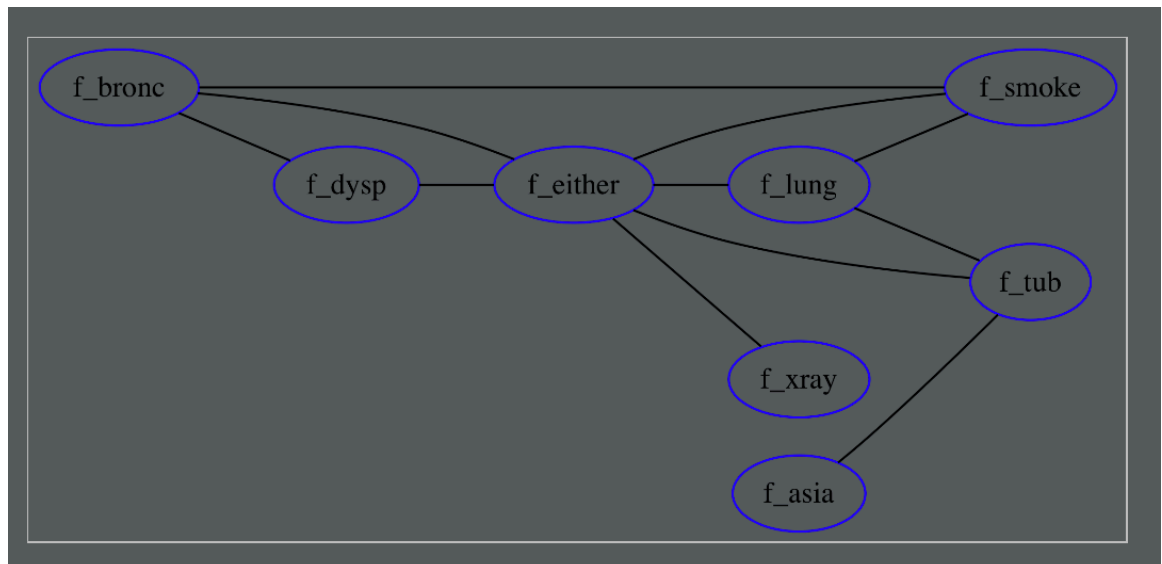 f_bronc
f_smoke
f_dysp
f_either
f_lung
f_tub
f_xray
f_asia